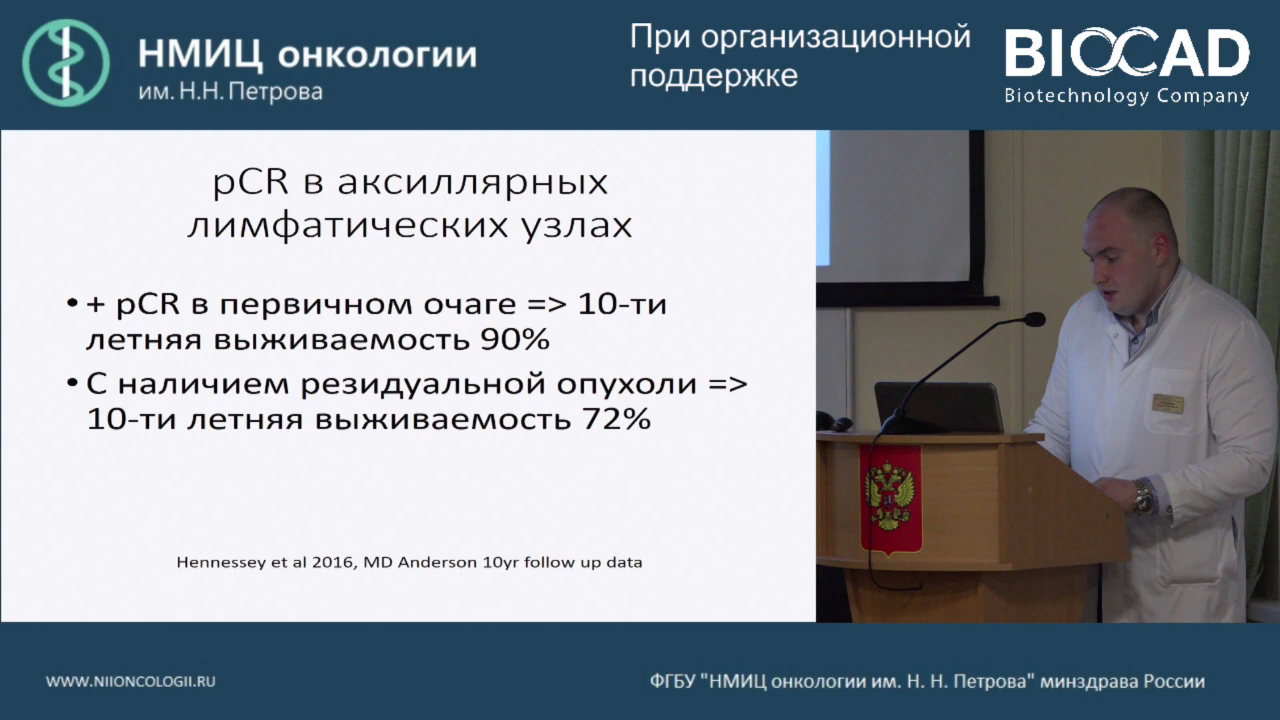 НМИЦ онкологии
им. Н.Н. Петрова
При организационной
поддержке
BIOCAD
Biotechnology Company
pCR в аксиллярных
лимфатических узлах
• + pCR в первичном очаге => 10-ти
летняя выживаемость 90%
• С наличием резидуальной опухоли =>
10-ти летняя выживаемость 72%
Hennessey et al 2016, MD Anderson 10yr follow up data
WWW.NIIONCOLOGII.RU
ФГБУ "НМИЦ онкологии им. Н. Н. Петрова" минздрава России